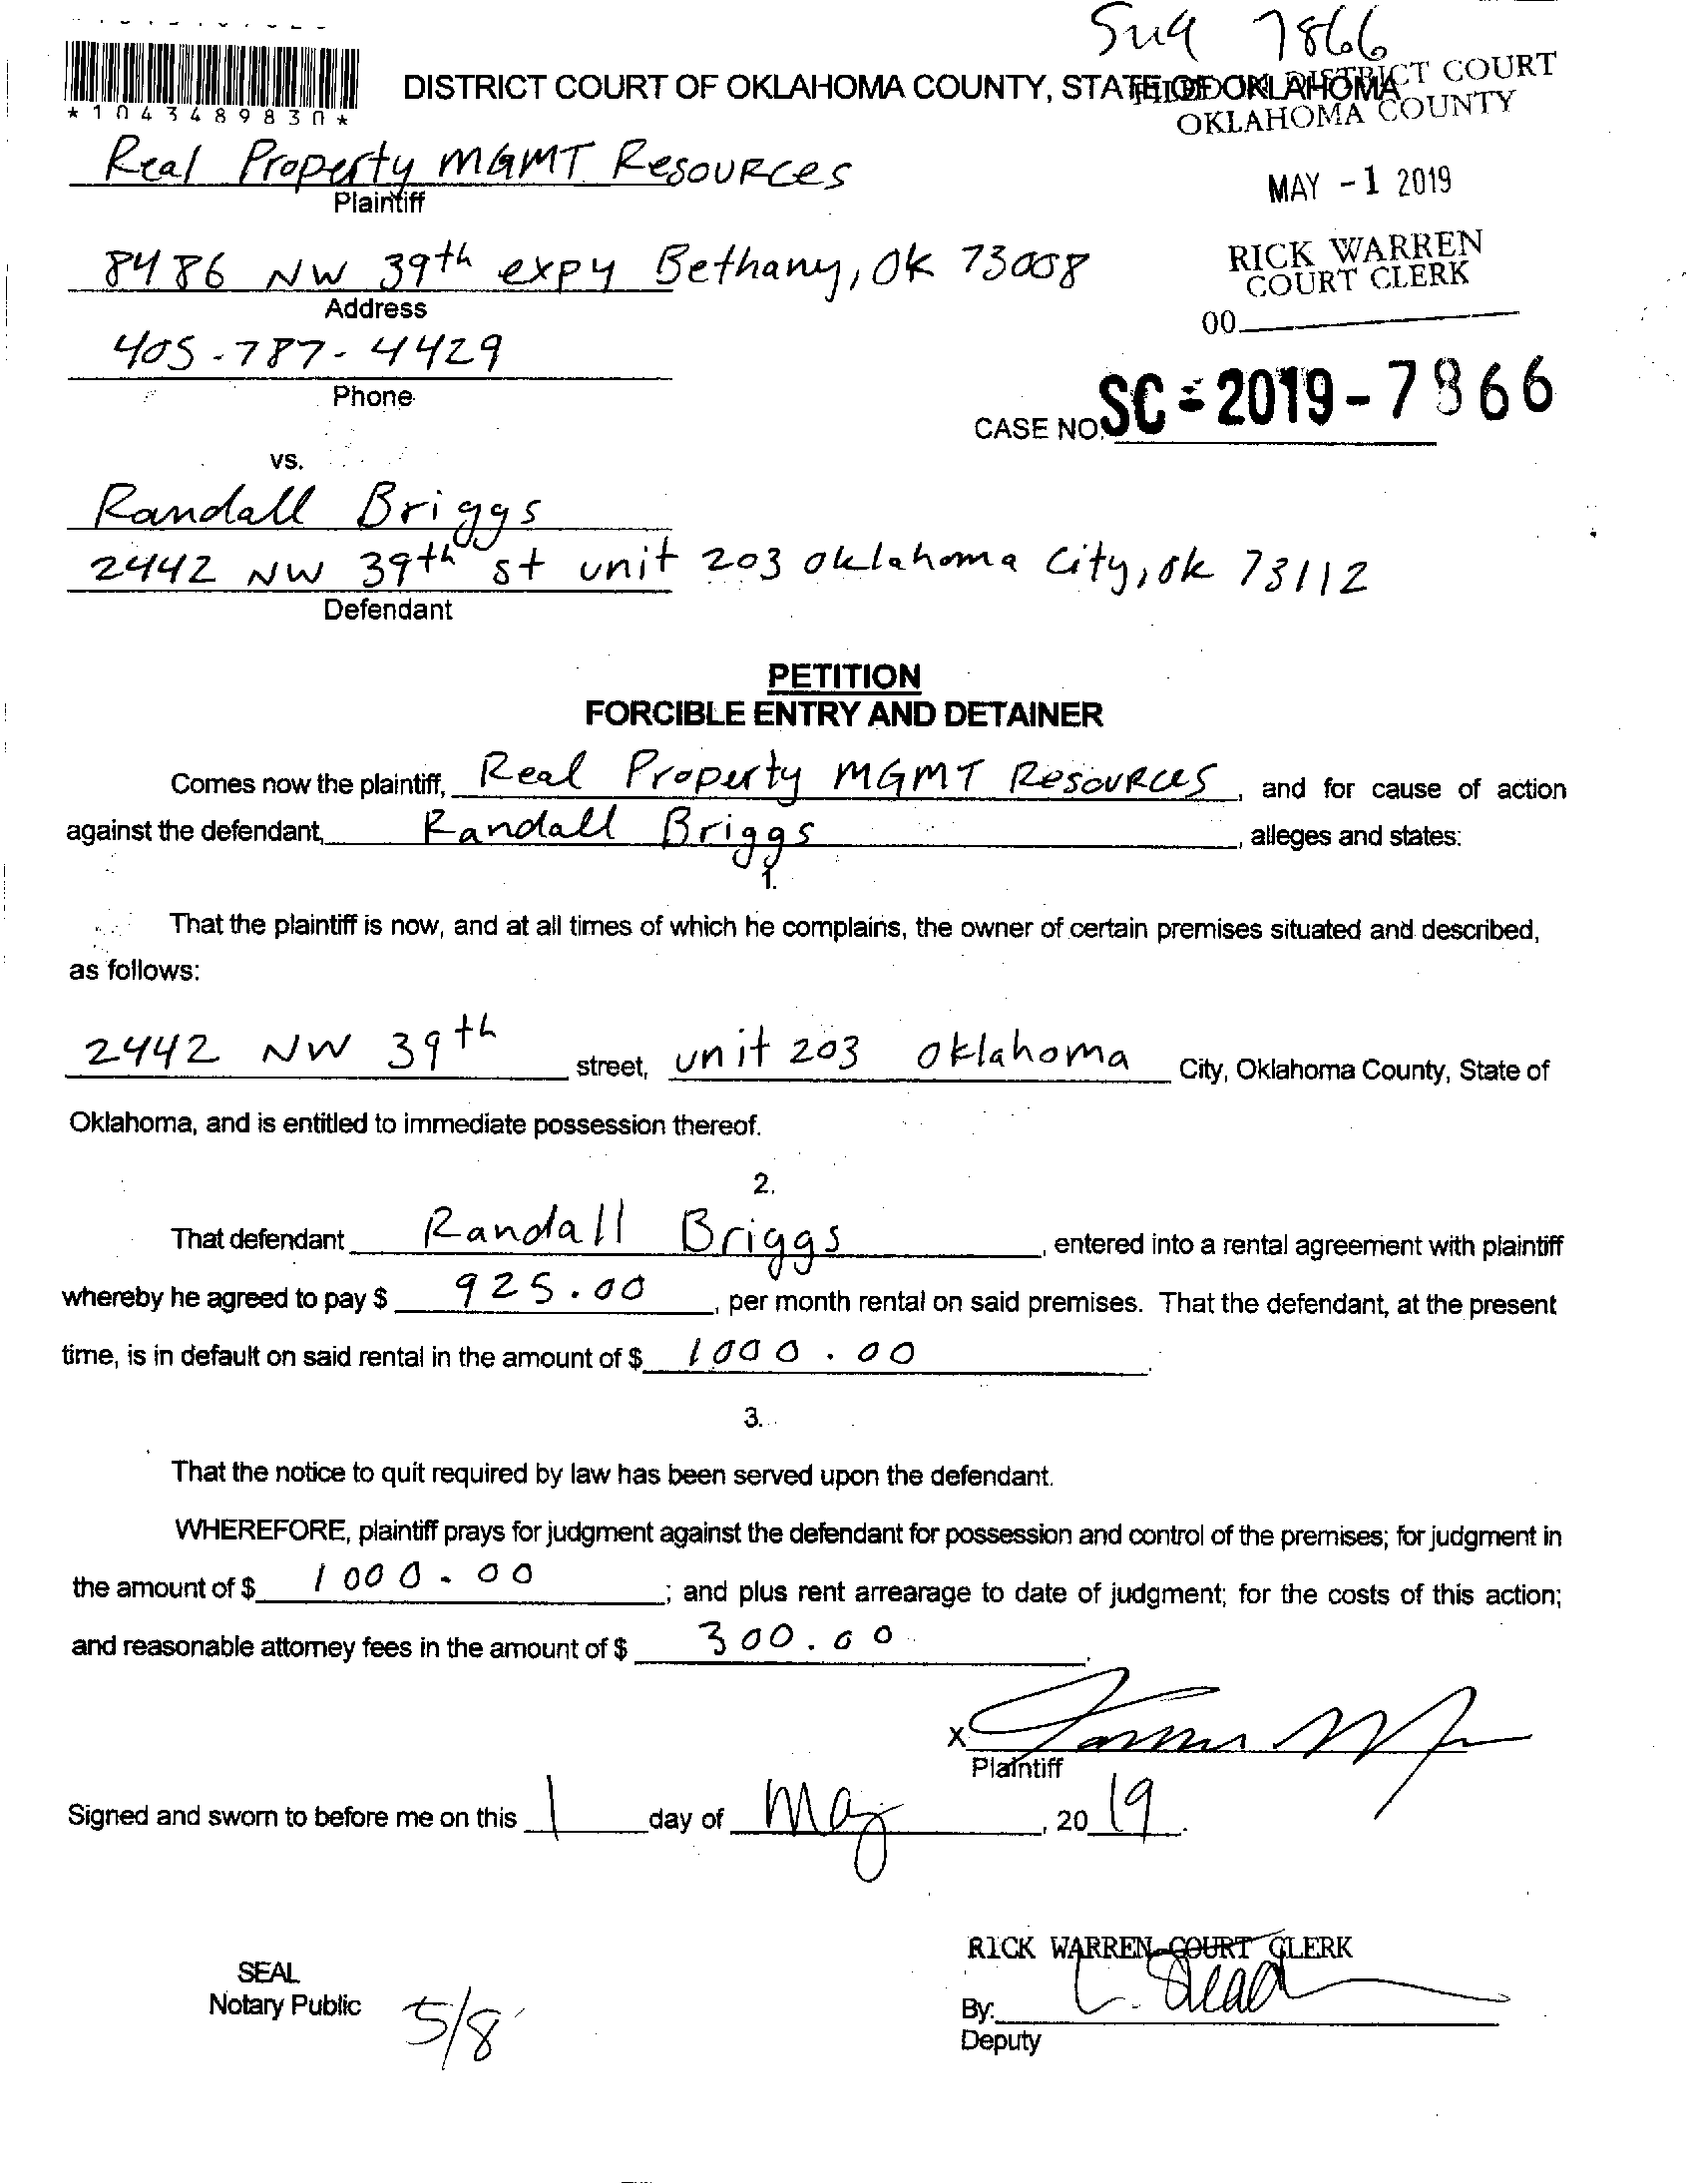 Sug 7866
DISTRICT COURT OF OKLAHOMA COUNTY, STATE OF OKLAHOMA
FILED IN DISTRICT COURT
OKLAHOMA COUNTY
*1043489830*
Real Property MGMT Resources
Plaintiff
MAY -1 2019
8486 NW 39th expy Bethany, OK 73008
Address
RICK WARREN
COURT CLERK
00
405-787-4429
Phone
CASE NO. SC-2019-7866
vs.
Randall Briggs
2442 NW 39th st unit 203 oklahoma City, ok 73112
Defendant
PETITION
FORCIBLE ENTRY AND DETAINER
Comes now the plaintiff, Real Property MGMT Resources, and for cause of action
against the defendant, Randall Briggs, alleges and states:
1.
That the plaintiff is now, and at all times of which he complains, the owner of certain premises situated and described,
as follows:
2442 NW 39th street, unit 203 oklahoma City, Oklahoma County, State of
Oklahoma, and is entitled to immediate possession thereof.
2.
That defendant Randall Briggs, entered into a rental agreement with plaintiff
whereby he agreed to pay $ 925.00, per month rental on said premises. That the defendant, at the present
time, is in default on said rental in the amount of $ 1000.00.
3.
That the notice to quit required by law has been served upon the defendant.
WHEREFORE, plaintiff prays for judgment against the defendant for possession and control of the premises; for judgment in
the amount of $ 1000.00; and plus rent arrearage to date of judgment; for the costs of this action;
and reasonable attorney fees in the amount of $ 300.00.
X
Plaintiff
Signed and sworn to before me on this 1 day of May, 2019.
RICK WARREN COURT CLERK
SEAL
Notary Public 5/8
By:
Deputy